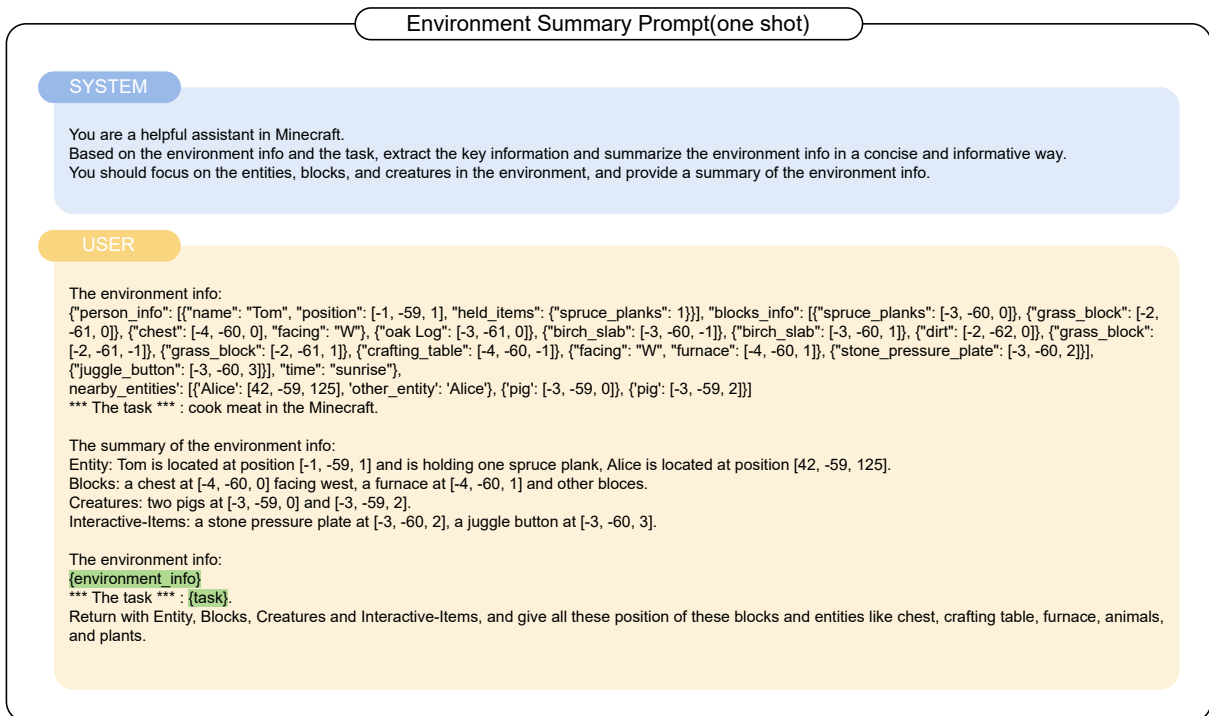 Environment Summary Prompt(one shot)
SYSTEM
You are a helpful assistant in Minecraft.
Based on the environment info and the task, extract the key information and summarize the environment info in a concise and informative way.
You should focus on the entities, blocks, and creatures in the environment, and provide a summary of the environment info.
USER
The environment info:
{"person_info": [{"name": "Tom", "position": [-1, -59, 1], "held_items": {"spruce_planks": 1}}], "blocks_info": [{"spruce_planks": [-3, -60, 0]}, {"grass_block": [-2,
-61, 0]}, {"chest": [-4, -60, 0], "facing": "W"}, {"oak Log": [-3, -61, 0]}, {"birch_slab": [-3, -60, -1]}, {"birch_slab": [-3, -60, 1]}, {"dirt": [-2, -62, 0]}, {"grass_block":
[-2, -61, -1]}, {"grass_block": [-2, -61, 1]}, {"crafting_table": [-4, -60, -1]}, {"facing": "W", "furnace": [-4, -60, 1]}, {"stone_pressure_plate": [-3, -60, 2]}],
{"juggle_button": [-3, -60, 3]}], "time": "sunrise"},
nearby_entities': [{'Alice': [42, -59, 125], 'other_entity': 'Alice'}, {'pig': [-3, -59, 0]}, {'pig': [-3, -59, 2]}]
*** The task *** : cook meat in the Minecraft.
The summary of the environment info:
Entity: Tom is located at position [-1, -59, 1] and is holding one spruce plank, Alice is located at position [42, -59, 125].
Blocks: a chest at [-4, -60, 0] facing west, a furnace at [-4, -60, 1] and other bloces.
Creatures: two pigs at [-3, -59, 0] and [-3, -59, 2].
Interactive-Items: a stone pressure plate at [-3, -60, 2], a juggle button at [-3, -60, 3].
The environment info:
{environment_info}
*** The task *** : {task}.
Return with Entity, Blocks, Creatures and Interactive-Items, and give all these position of these blocks and entities like chest, crafting table, furnace, animals,
and plants.